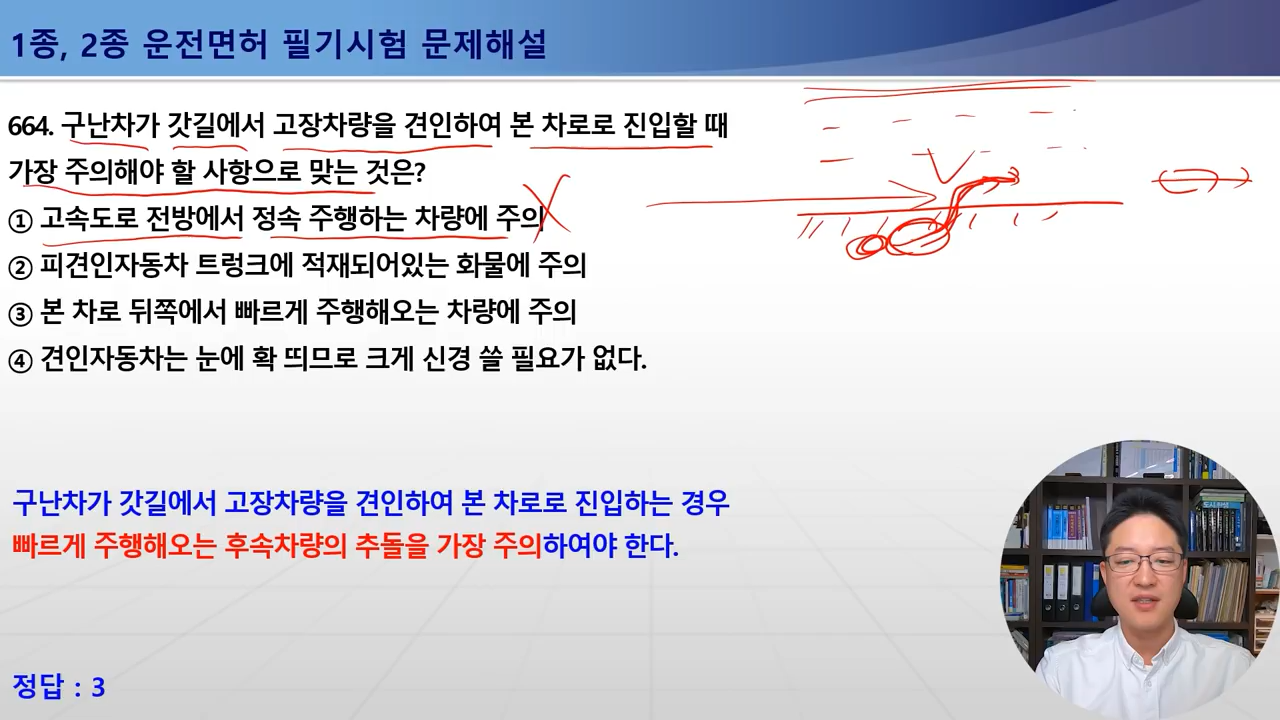 1종, 2종 운전면허 필기시험 문제해설
664. 구난차가 갓길에서 고장차량을 견인하여 본 차로로 진입할 때
가장 주의해야 할 사항으로 맞는 것은?
① 고속도로 전방에서 정속 주행하는 차량에 주의
② 피견인자동차 트렁크에 적재되어있는 화물에 주의
③ 본 차로 뒤쪽에서 빠르게 주행해오는 차량에 주의
④ 견인자동차는 눈에 확 띄므로 크게 신경 쓸 필요가 없다.
구난차가 갓길에서 고장차량을 견인하여 본 차로로 진입하는 경우
빠르게 주행해오는 후속차량의 추돌을 가장 주의하여야 한다.
정답 : 3